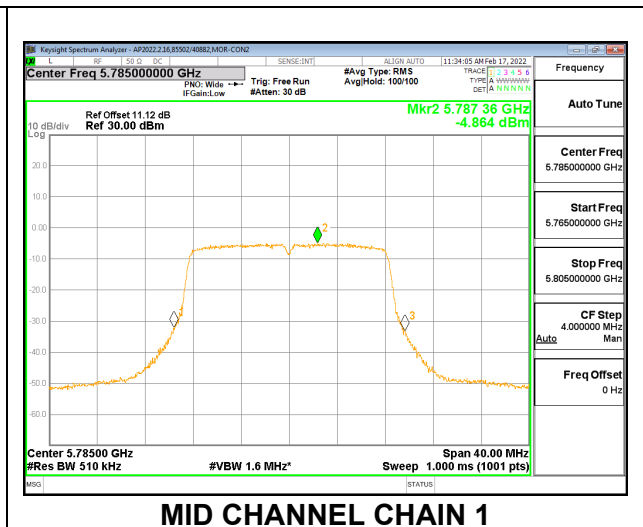 Keysight Spectrum Analyzer - AP2022.2.16,85502/40882,MOR-CON2
L RF 50 Ω DC SENSE:INT ALIGN AUTO 11:34:05 AM Feb 17, 2022
Center Freq 5.785000000 GHz #Avg Type: RMS TRACE 1 2 3 4 5 6
PNO: Wide Trig: Free Run Avg|Hold: 100/100 TYPE A WWWWW
IFGain:Low #Atten: 30 dB DET A N N N N N
Frequency
Auto Tune
Mkr2 5.787 36 GHz
Ref Offset 11.12 dB
10 dB/div Ref 30.00 dBm -4.864 dBm
Log
20.0
10.0
0.00
-10.0
-20.0
-30.0
-40.0
-50.0
-60.0
2
3
Center Freq
5.785000000 GHz
Start Freq
5.765000000 GHz
Stop Freq
5.805000000 GHz
CF Step
4.000000 MHz
Auto Man
Freq Offset
0 Hz
Center 5.78500 GHz Span 40.00 MHz
#Res BW 510 kHz #VBW 1.6 MHz* Sweep 1.000 ms (1001 pts)
MSG STATUS
MID CHANNEL CHAIN 1